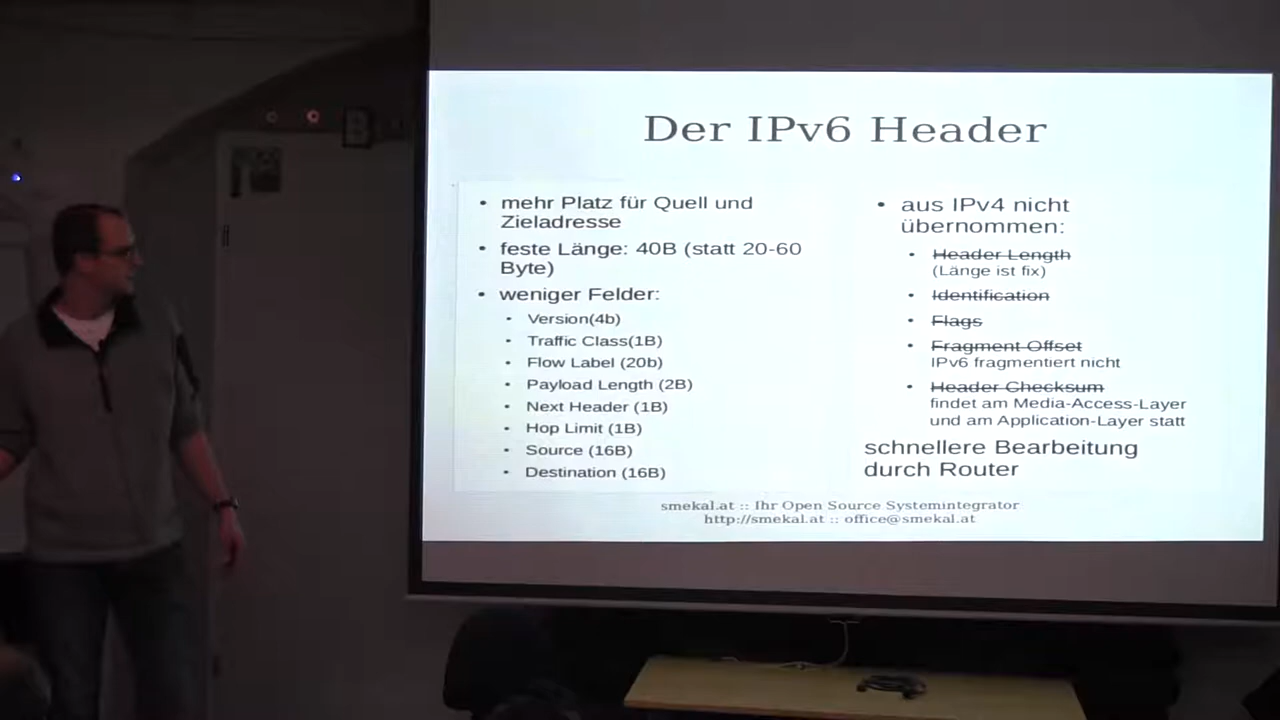 Der IPv6 Header
mehr Platz für Quell und
Zieladresse
feste Länge: 40B (statt 20-60
Byte)
weniger Felder:
Version(4b)
Traffic Class(1B)
Flow Label (20b)
Payload Length (2B)
Next Header (1B)
Hop Limit (1B)
Source (16B)
Destination (16B)
aus IPv4 nicht
übernommen:
Header Length
(Länge ist fix)
Identification
Flags
Fragment Offset
IPv6 fragmentiert nicht
Header Checksum
findet am Media-Access-Layer
und am Application-Layer statt
schnellere Bearbeitung
durch Router
smekal.at :: Ihr Open Source Systemintegrator
http://smekal.at :: office@smekal.at